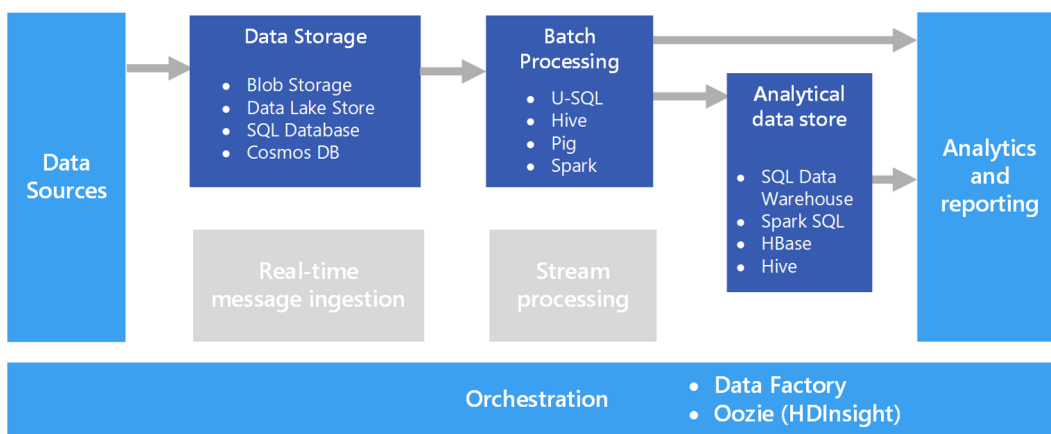 Data
Sources
Data Storage
● Blob Storage
● Data Lake Store
● SQL Database
● Cosmos DB
Batch
Processing
● U-SQL
● Hive
● Pig
● Spark
Analytical
data store
● SQL Data
Warehouse
● Spark SQL
● HBase
● Hive
Analytics
and
reporting
Real-time
message ingestion
Stream
processing
Orchestration
● Data Factory
● Oozie (HDInsight)